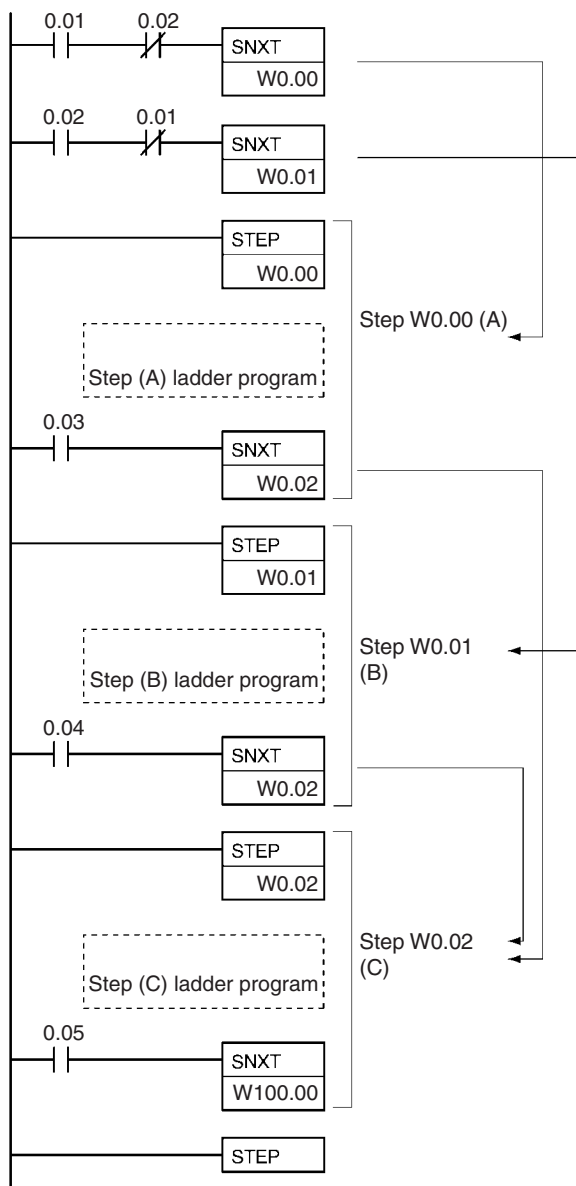 0.01 0.02
SNXT
W0.00
0.02 0.01
SNXT
W0.01
STEP
W0.00
Step W0.00 (A)
Step (A) ladder program
0.03
SNXT
W0.02
STEP
W0.01
Step W0.01
(B)
Step (B) ladder program
0.04
SNXT
W0.02
STEP
W0.02
Step W0.02
(C)
Step (C) ladder program
0.05
SNXT
W100.00
STEP